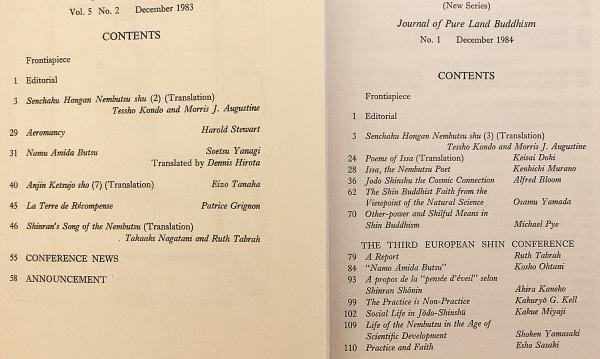 Vol. 5 No. 2 December 1983
CONTENTS
Frontispiece
1 Editorial
3 Senchaku Hongan Nembutsu shu (2) (Translation)
Tessho Kondo and Morris J. Augustine
29 Aeromancy Harold Stewart
31 Namu Amida Butsu Soetsu Yanagi
Translated by Dennis Hirota
40 Anjin Ketsujo sho (7) (Translation) Eizo Tanaka
45 La Terre de Récompense Patrice Grignon
46 Shinran's Song of the Nembutsu (Translation)
Takaaki Nagatani and Ruth Tabrah
55 CONFERENCE NEWS
58 ANNOUNCEMENT
(New Series)
Journal of Pure Land Buddhism
No. 1 December 1984
CONTENTS
Frontispiece
1 Editorial
3 Senchaku Hongan Nembutsu shu (3) (Translation)
Tessho Kondo and Morris J. Augustine
24 Poems of Issa (Translation) Keisai Doki
28 Issa, the Nembutsu Poet Kenkichi Murano
36 Jodo Shinshu the Cosmic Connection Alfred Bloom
62 The Shin Buddhist Faith from the
Viewpoint of the Natural Science Osamu Yamada
70 Other-power and Skilful Means in
Shin Buddhism Michael Pye
THE THIRD EUROPEAN SHIN CONFERENCE
79 A Report Ruth Tabrah
84 "Namo Amida Butsu" Kosho Ohtani
93 A propos de la "pensée d'éveil" selon
Shinran Shônin Akira Kaneko
99 The Practice is Non-Practice Kakuryō G. Kell
102 Social Life in Jōdo-Shinshū Kakue Miyaji
109 Life of the Nembutsu in the Age of
Scientific Development Shoken Yamasaki
110 Practice and Faith Esho Sasaki